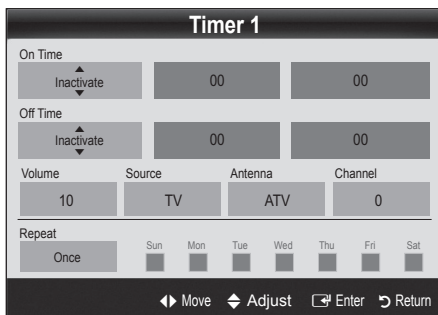 Timer 1
On Time
Inactivate 00 00
Off Time
Inactivate 00 00
Volume Source Antenna Channel
10 TV ATV 0
Repeat
Once Sun Mon Tue Wed Thu Fri Sat
Move Adjust Enter Return